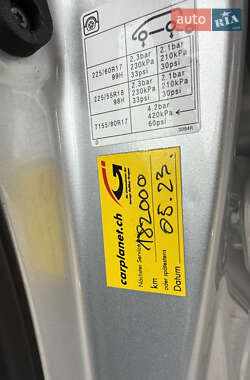 AUTO
RIA
2.3bar 2.1bar
225/60R17 230kPa 210kPa
99H 33psi 30psi
2.3bar 2.1bar
225/55R18 230kPa 210kPa
98H 33psi 30psi
4.2bar
T155/80R17 420kPa
60psi
carplanet.ch
Nächster Service
182000
km
oder spätestens
05.27.
Datum